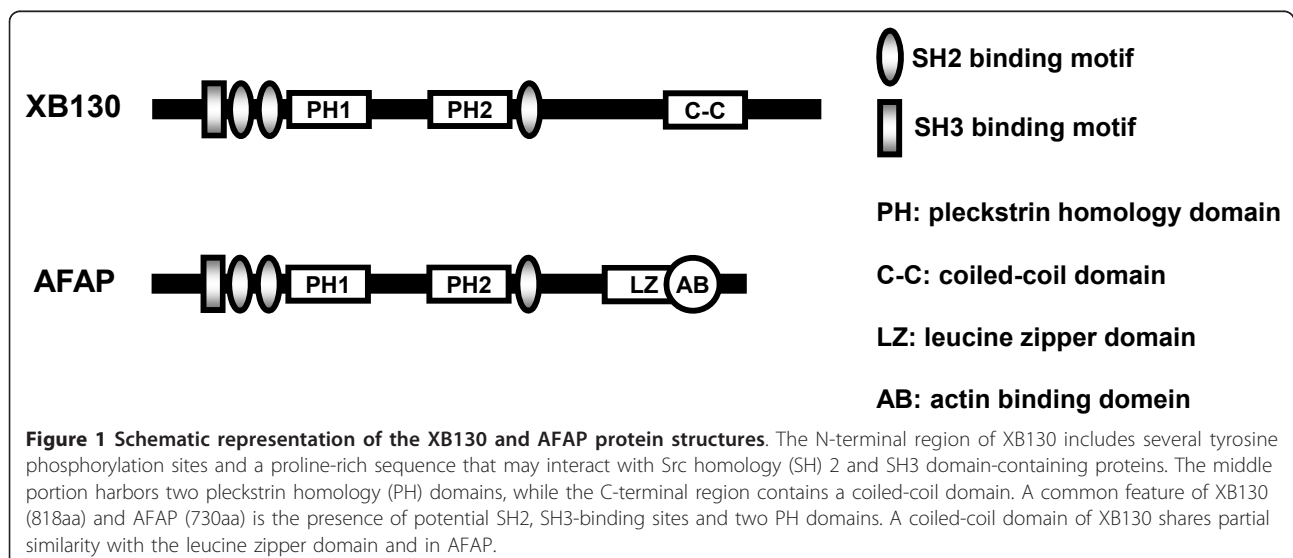 XB130
PH1
PH2
C-C
AFAP
PH1
PH2
LZ
AB
SH2 binding motif
SH3 binding motif
PH: pleckstrin homology domain
C-C: coiled-coil domain
LZ: leucine zipper domain
AB: actin binding domein
Figure 1 Schematic representation of the XB130 and AFAP protein structures. The N-terminal region of XB130 includes several tyrosine
phosphorylation sites and a proline-rich sequence that may interact with Src homology (SH) 2 and SH3 domain-containing proteins. The middle
portion harbors two pleckstrin homology (PH) domains, while the C-terminal region contains a coiled-coil domain. A common feature of XB130
(818aa) and AFAP (730aa) is the presence of potential SH2, SH3-binding sites and two PH domains. A coiled-coil domain of XB130 shares partial
similarity with the leucine zipper domain and in AFAP.